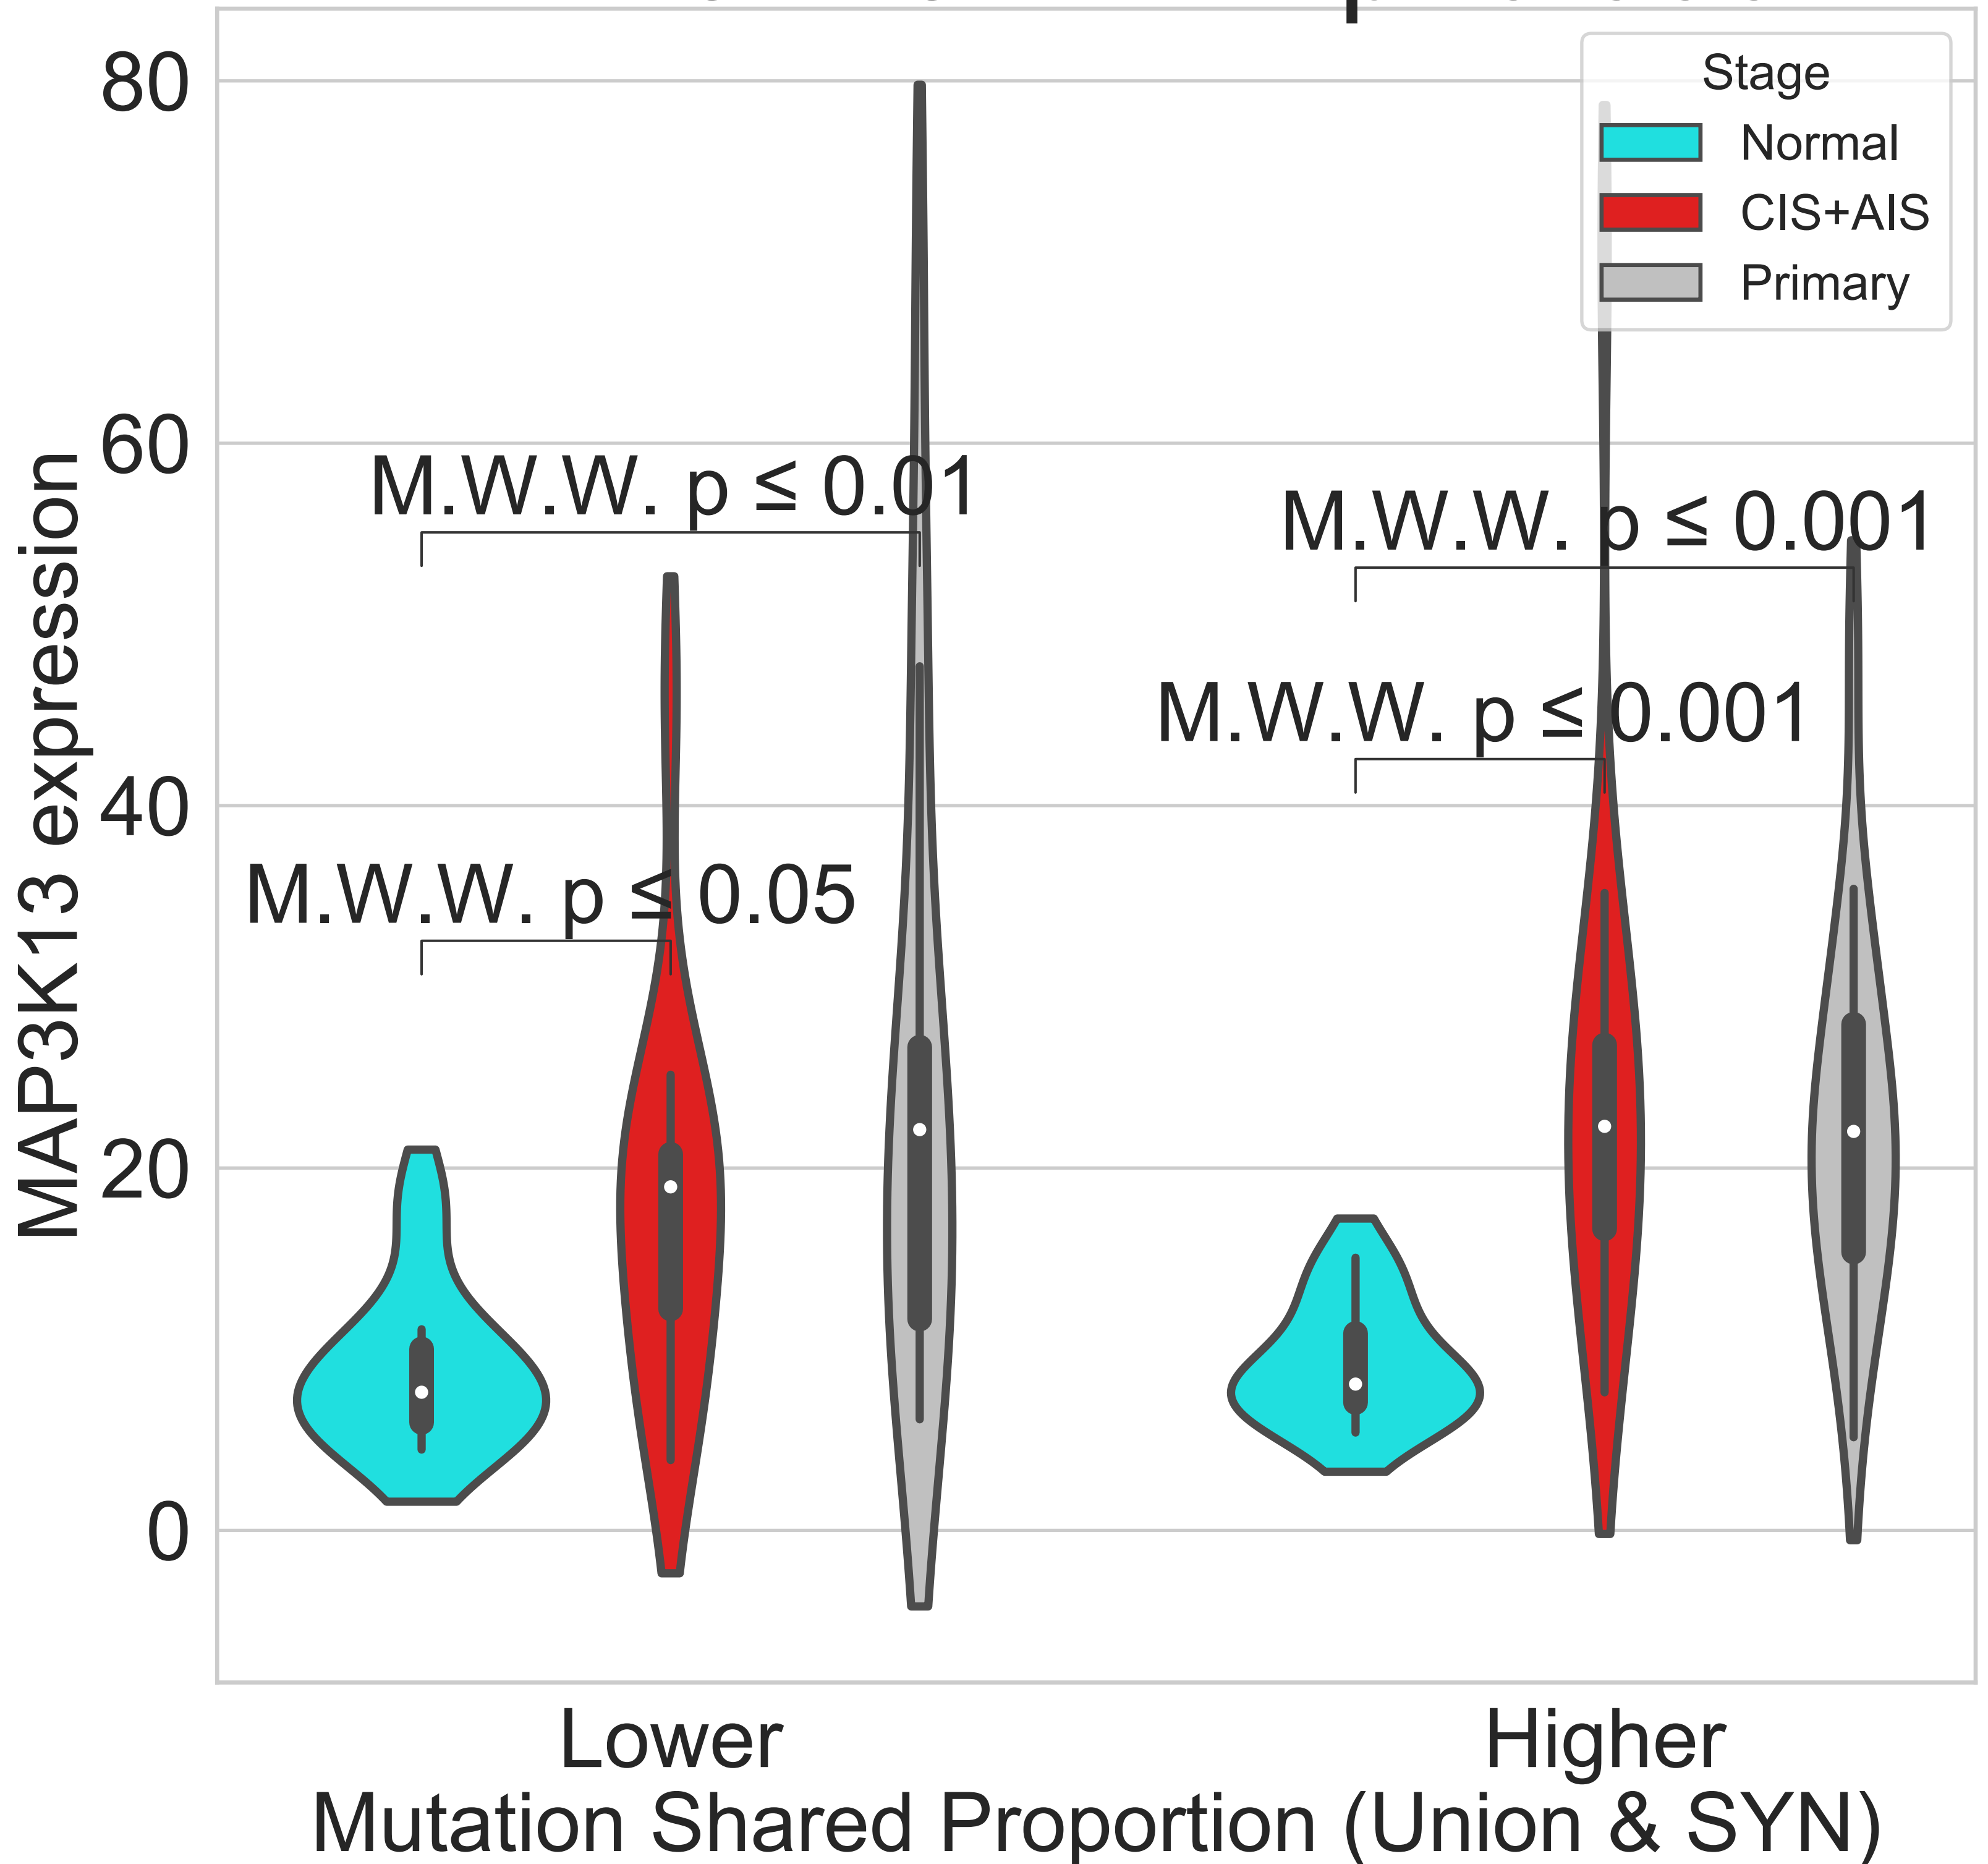 80
60
40
20
0
MAP3K13 expression
Stage
Normal
CIS+AIS
Primary
M.W.W. p ≤ 0.01
M.W.W. p ≤ 0.001
M.W.W. p ≤ 0.001
M.W.W. p ≤ 0.05
Lower
Higher
Mutation Shared Proportion (Union & SYN)